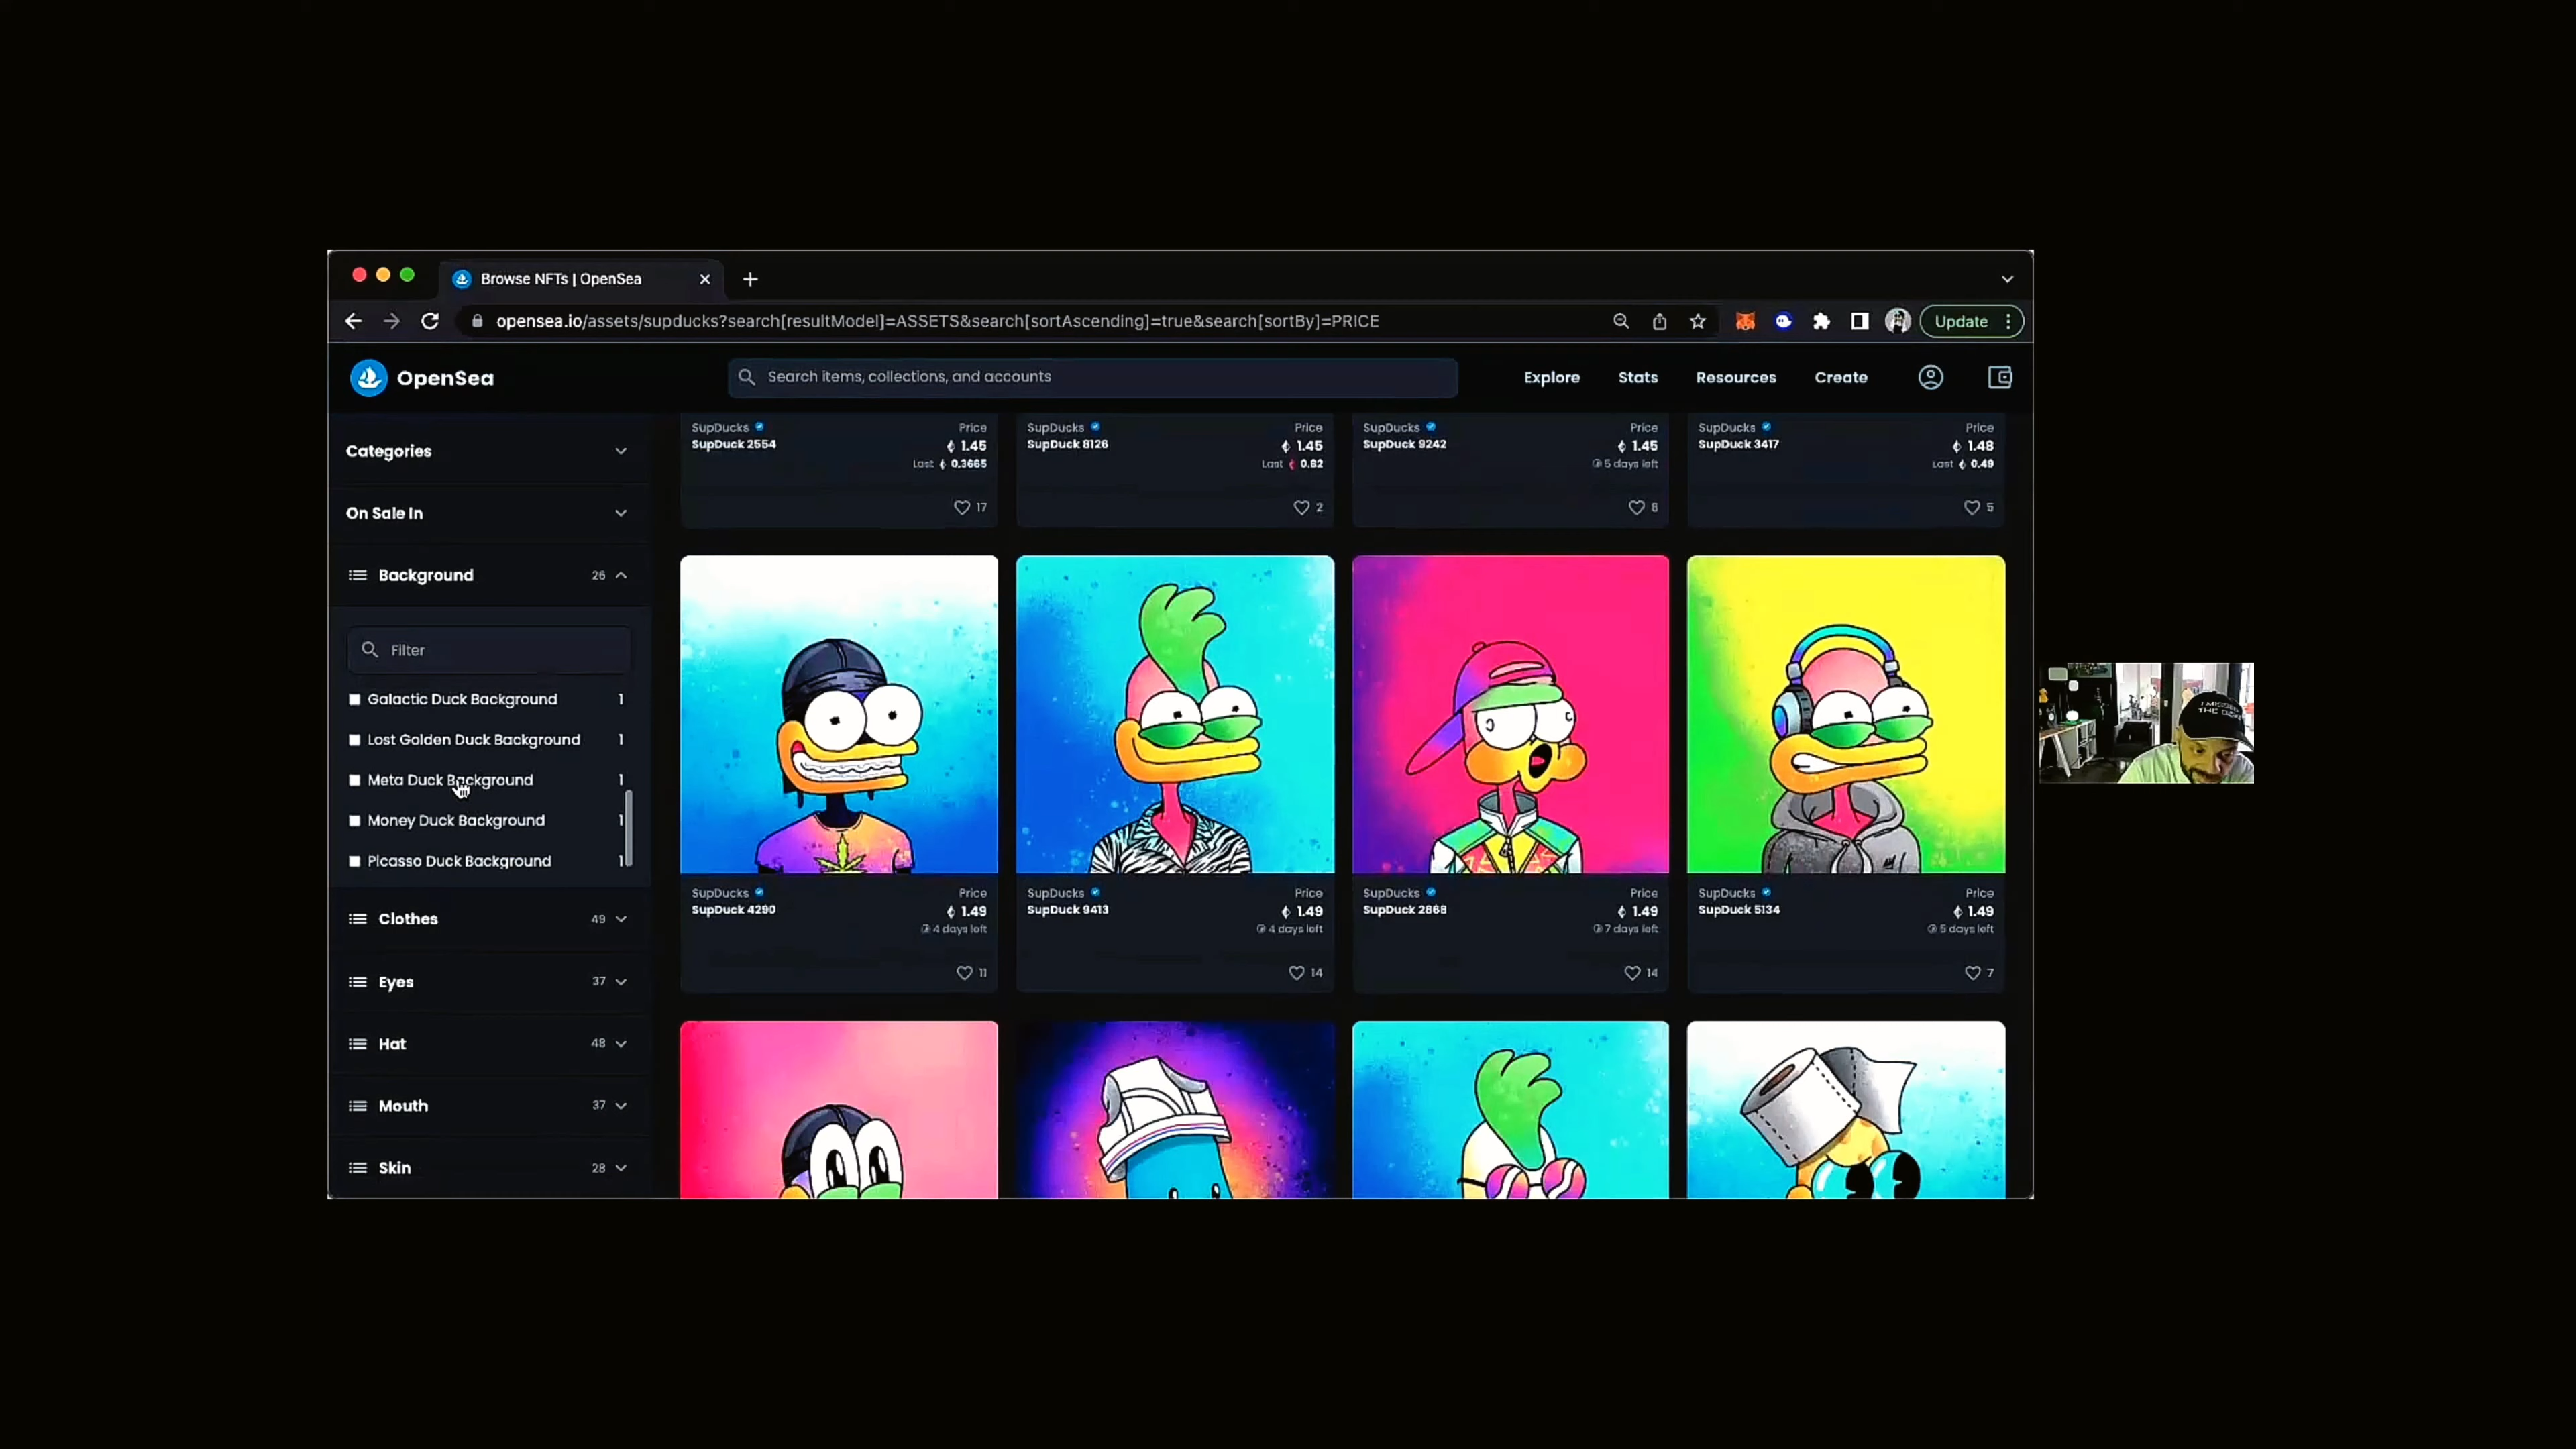 Browse NFTs | OpenSea
opensea.io/assets/supducks?search[resultModel]=ASSETS&search[sortAscending]=true&search[sortBy]=PRICE
Update
OpenSea
Search items, collections, and accounts
Explore Stats Resources Create
Categories
On Sale In
Background 26
Filter
Galactic Duck Background 1
Lost Golden Duck Background 1
Meta Duck Background 1
Money Duck Background 1
Picasso Duck Background 1
Clothes 49
Eyes 37
Hat 48
Mouth 37
Skin 28
SupDucks Price
SupDuck 2554 1.45
Last 0.3665
17
SupDucks Price
SupDuck 8126 1.45
Last 0.82
2
SupDucks Price
SupDuck 9242 1.45
5 days left
8
SupDucks Price
SupDuck 3417 1.48
Last 0.49
5
SupDucks Price
SupDuck 4290 1.49
4 days left
11
SupDucks Price
SupDuck 9413 1.49
4 days left
14
SupDucks Price
SupDuck 2868 1.49
7 days left
14
SupDucks Price
SupDuck 5134 1.49
5 days left
7
I MISSED
THE